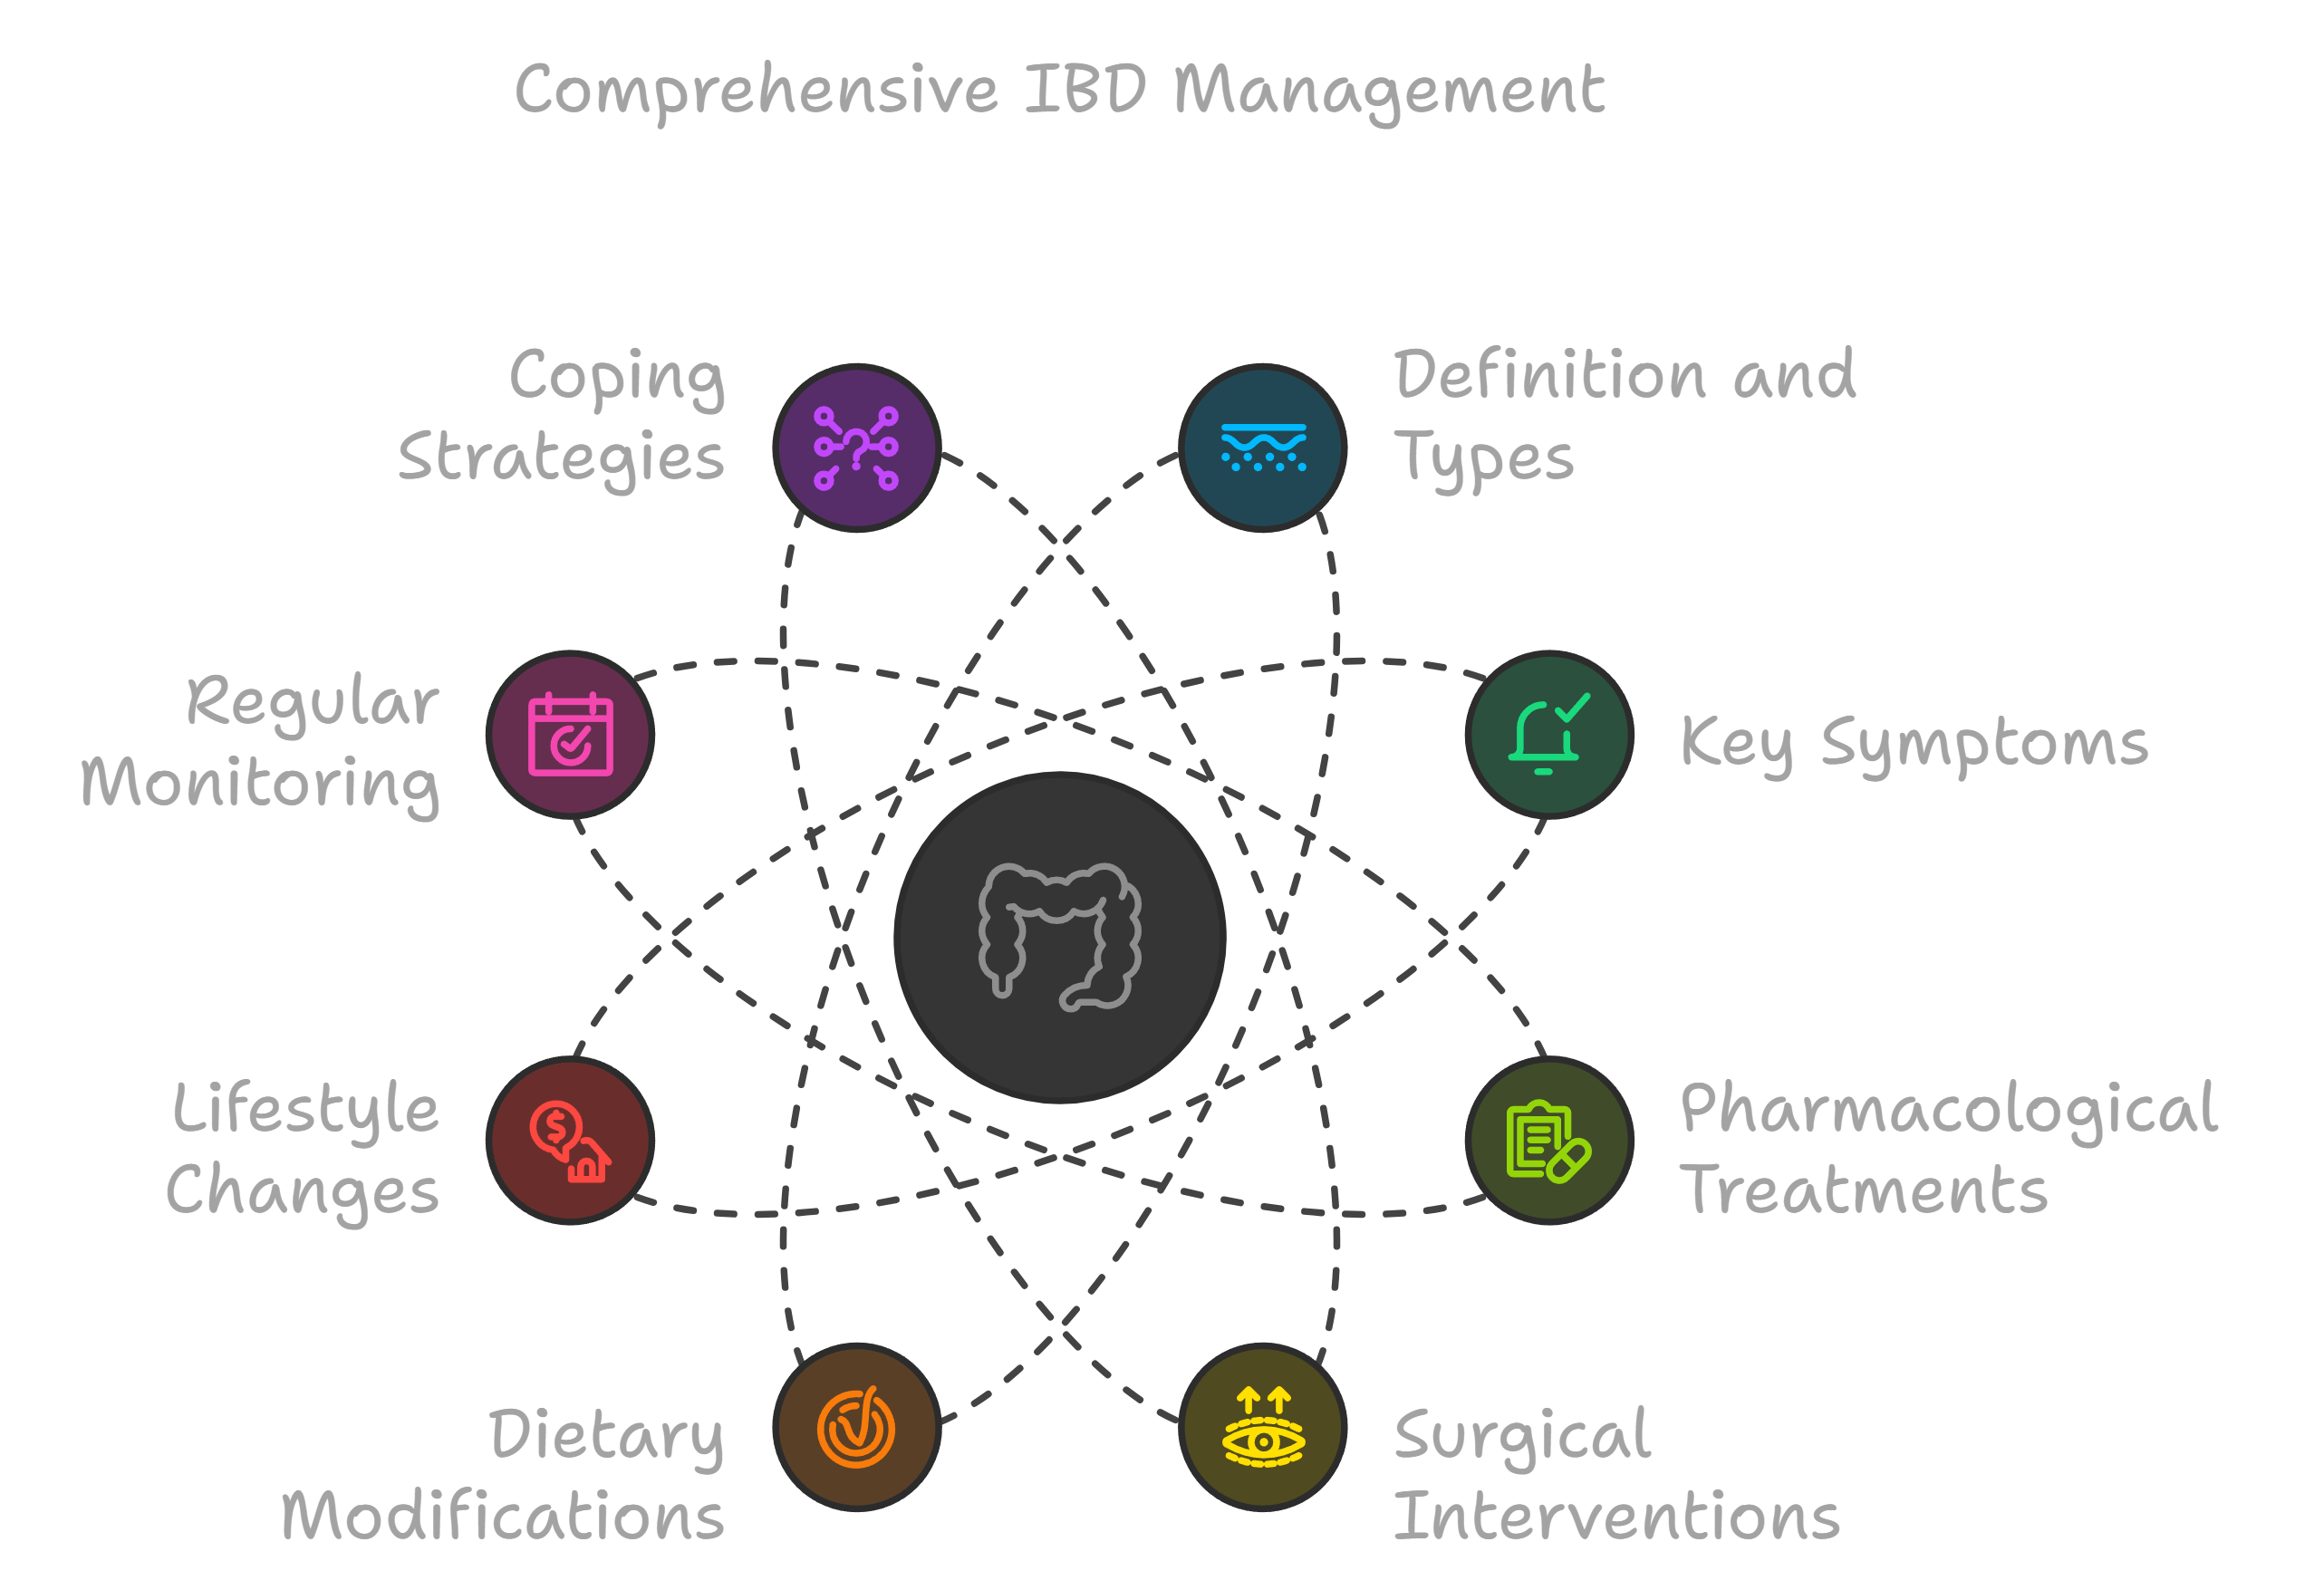 Comprehensive IBD Management
Coping
Strategies
Definition and
Types
Regular
Monitoring
Key Symptoms
Lifestyle
Changes
Pharmacological
Treatments
Dietary
Modifications
Surgical
Interventions